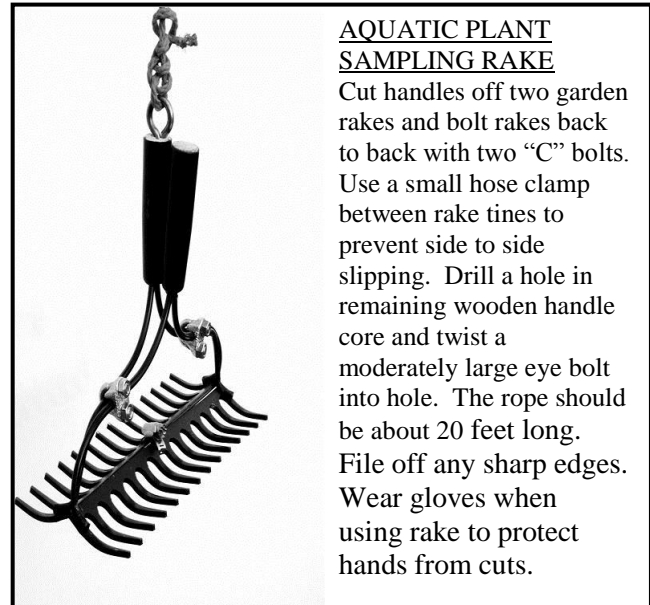 AQUATIC PLANT
SAMPLING RAKE
Cut handles off two garden
rakes and bolt rakes back
to back with two “C” bolts.
Use a small hose clamp
between rake tines to
prevent side to side
slipping.  Drill a hole in
remaining wooden handle
core and twist a
moderately large eye bolt
into hole.  The rope should
be about 20 feet long.
File off any sharp edges.
Wear gloves when
using rake to protect
hands from cuts.